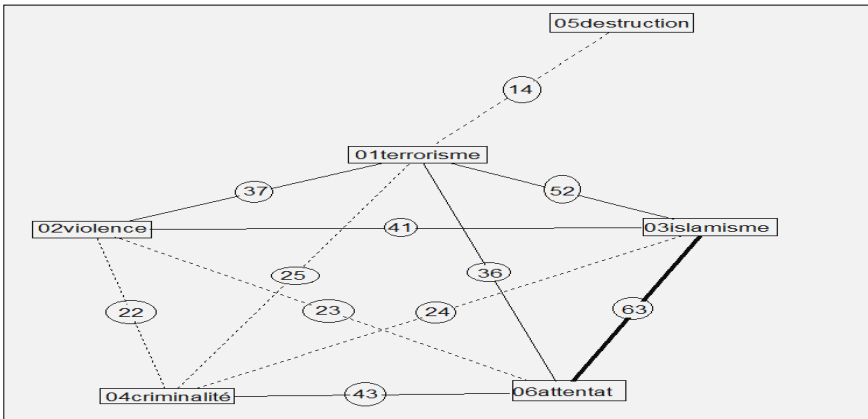 05destruction
14
01terrorisme
37
52
02violence
41
03islamisme
25
36
22
23
24
63
04criminalité
43
06attentat